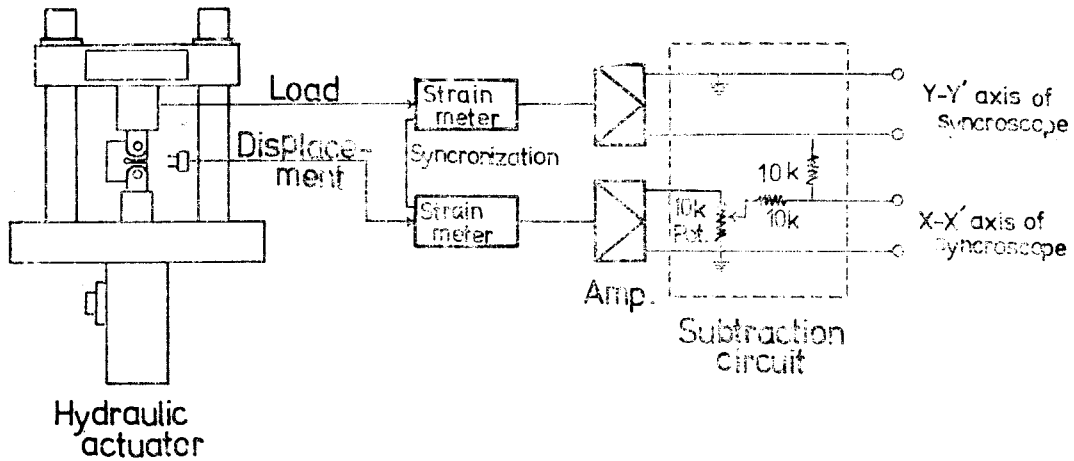 Load
Strain
meter
Displace-
ment
Syncronization
Strain
meter
Amp.
10k
Pot.
10k
10k
Y-Y' axis of
syncroscope
X-X' axis of
syncroscope
Subtraction
circuit
Hydraulic
actuator